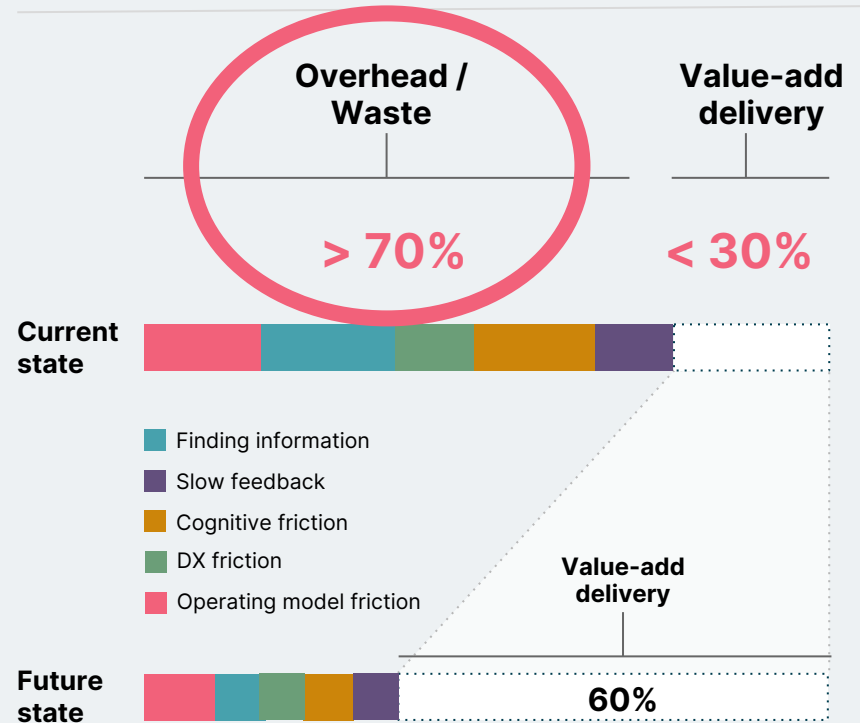 Overhead /
Waste
Value-add
delivery
> 70%
< 30%
Current
state
Finding information
Slow feedback
Cognitive friction
DX friction
Operating model friction
Value-add
delivery
Future
state
60%